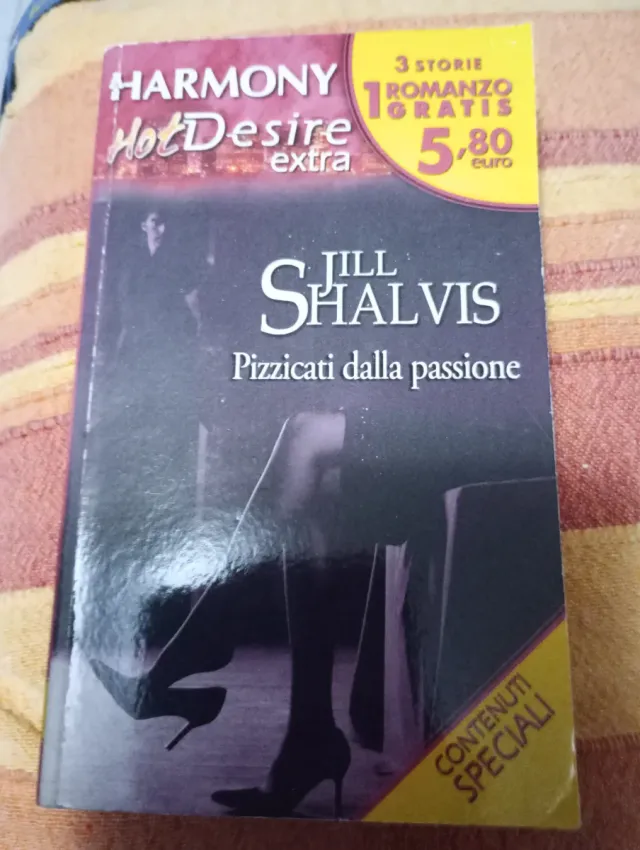 HARMONY
Hot Desire
extra
3 STORIE
1 ROMANZO
GRATIS
5,80
euro
JILL
SHALVIS
Pizzicati dalla passione
CONTENUTI
SPECIALI